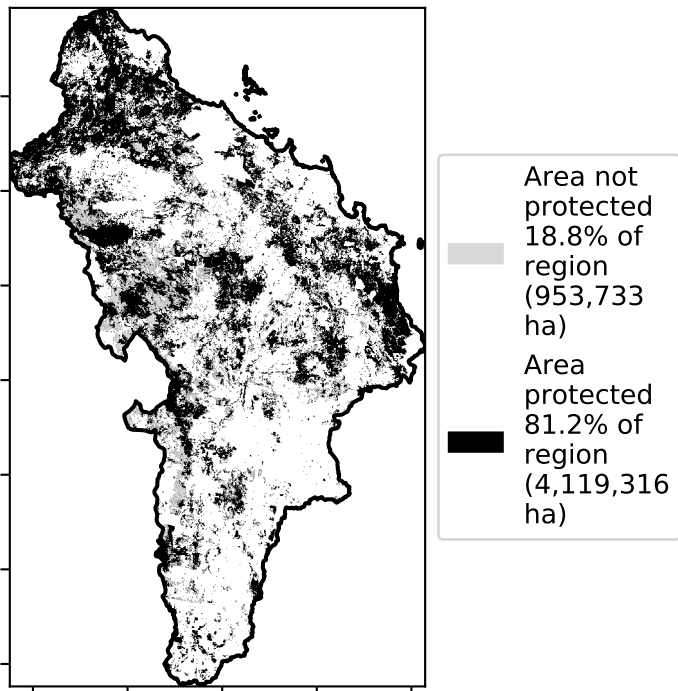 Area not
protected
18.8% of
region
(953,733
ha)
Area
protected
81.2% of
region
(4,119,316
ha)